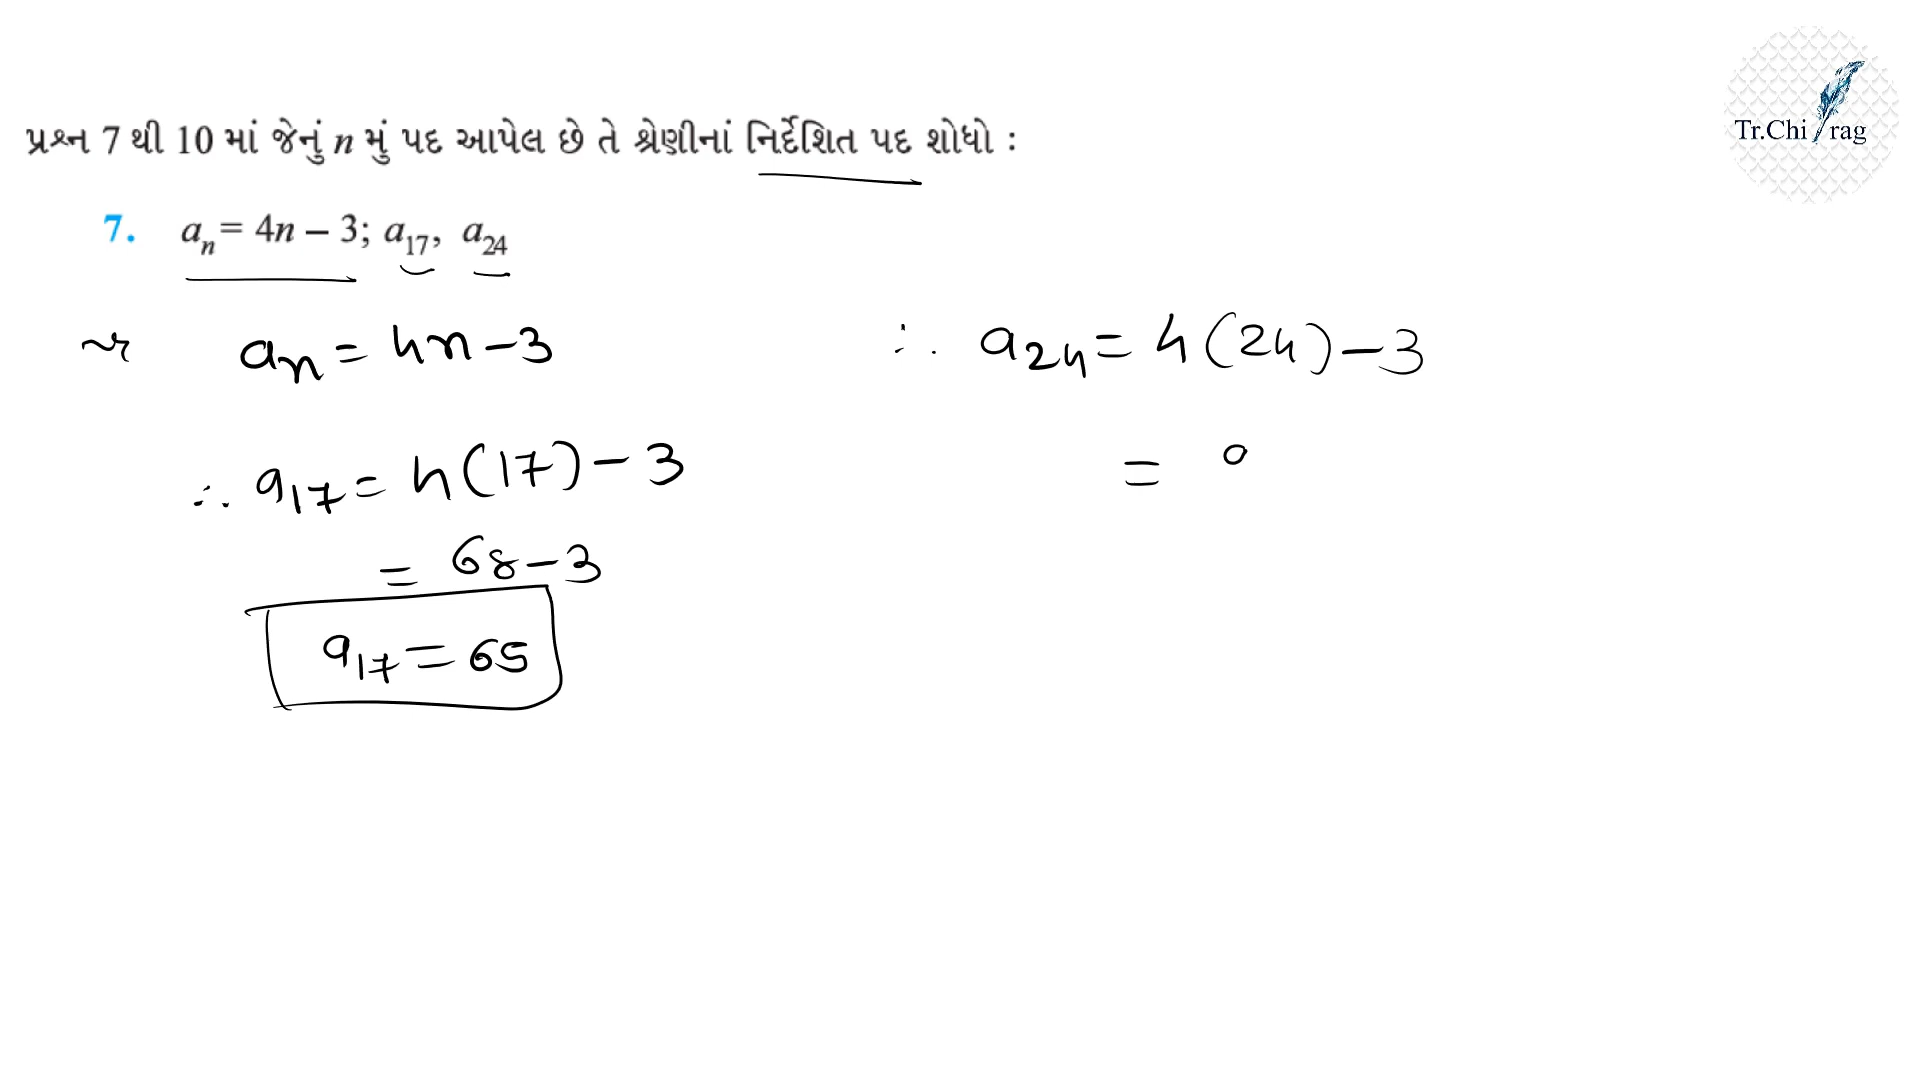 Tr.Chirag
પ્રશ્ન 7 થી 10 માં જેનું n મું પદ આપેલ છે તે શ્રેણીનાં નિર્દેશિત પદ શોધો :
7. aₙ = 4n – 3; a₁₇, a₂₄
aₙ = 4n – 3
∴ a₁₇ = 4(17) – 3
= 68 – 3
a₁₇ = 65
∴ a₂₄ = 4(24) – 3
=